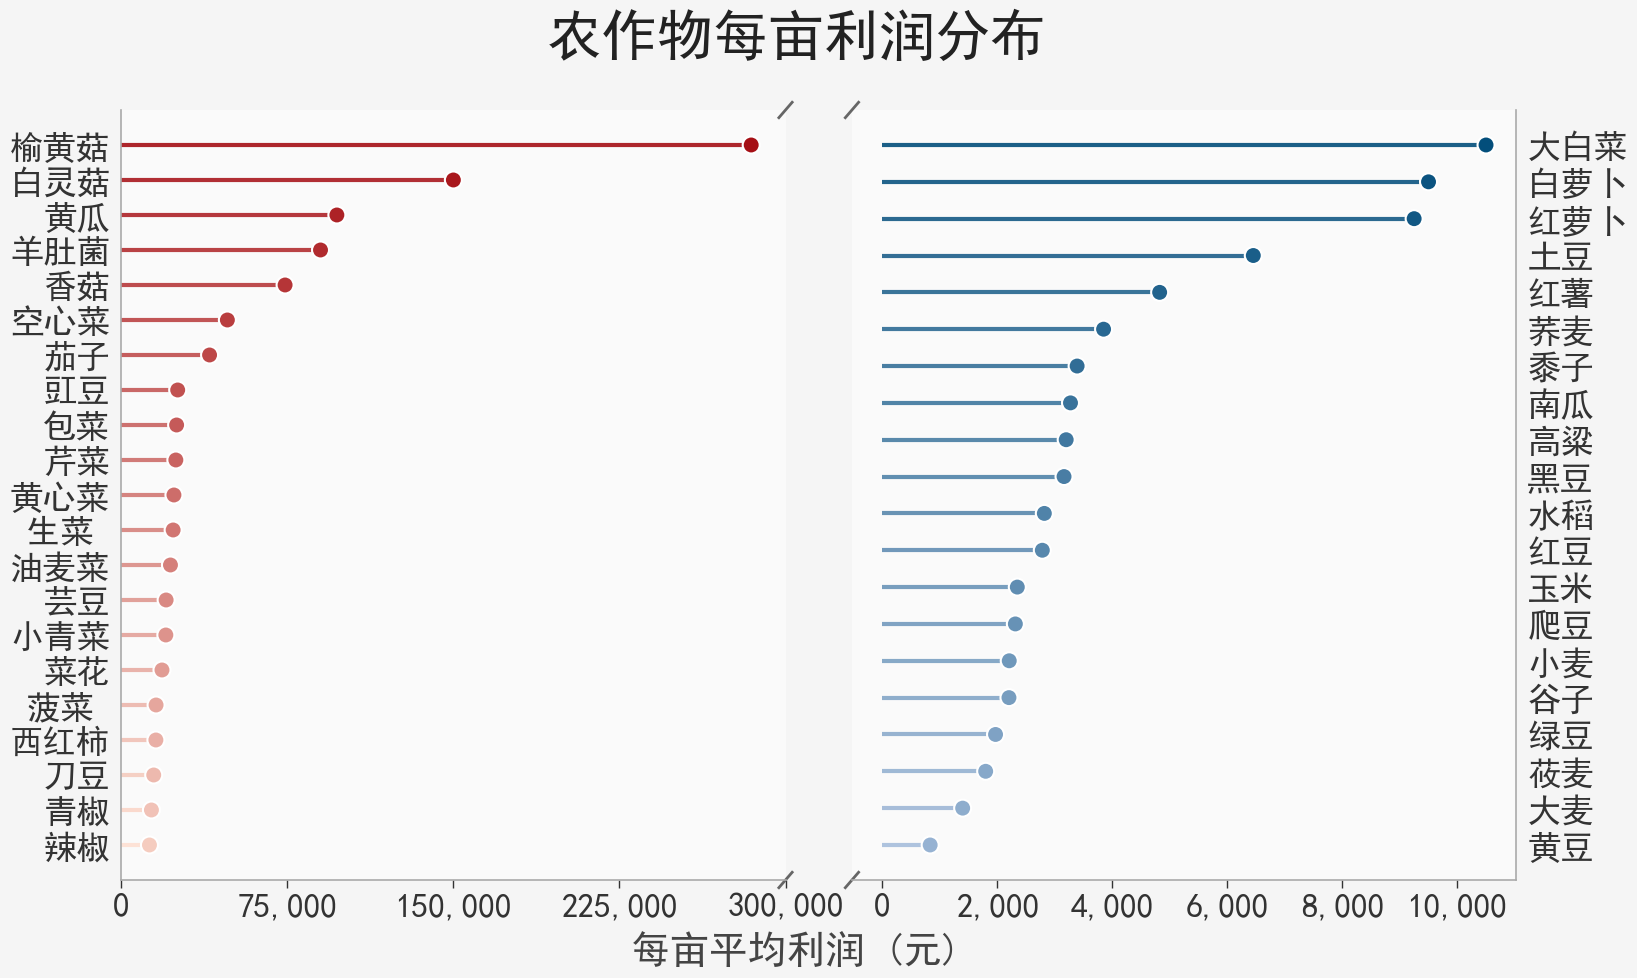 农作物每亩利润分布
榆黄菇
白灵菇
黄瓜
羊肚菌
香菇
空心菜
茄子
豇豆
包菜
芹菜
黄心菜
生菜
油麦菜
芸豆
小青菜
菜花
菠菜
西红柿
刀豆
青椒
辣椒
大白菜
白萝卜
红萝卜
土豆
红薯
荞麦
黍子
南瓜
高粱
黑豆
水稻
红豆
玉米
爬豆
小麦
谷子
绿豆
莜麦
大麦
黄豆
0 75,000 150,000 225,000 300,000 0 2,000 4,000 6,000 8,000 10,000
每亩平均利润（元）